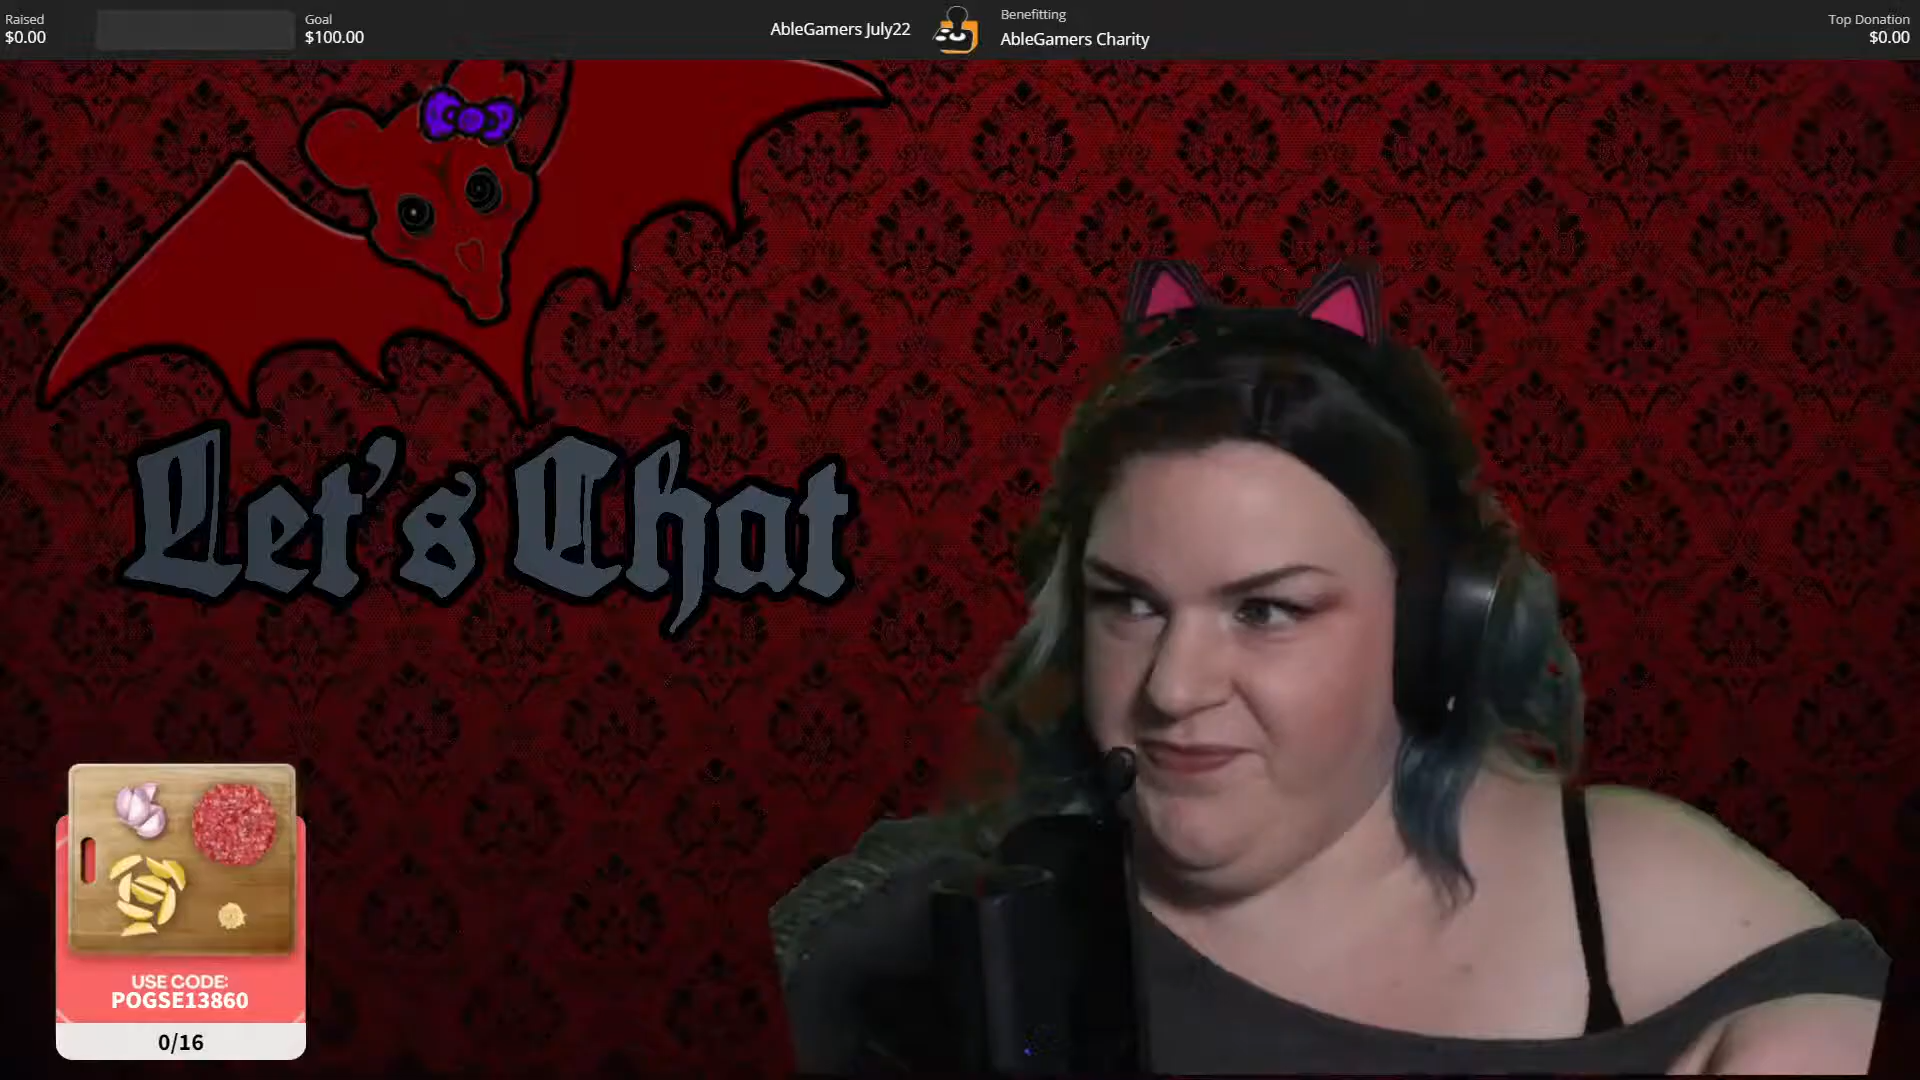 Raised
$0.00
Goal
$100.00
AbleGamers July22
Benefitting
AbleGamers Charity
Top Donation
$0.00
Let's Chat
USE CODE:
POGSE13860
0/16